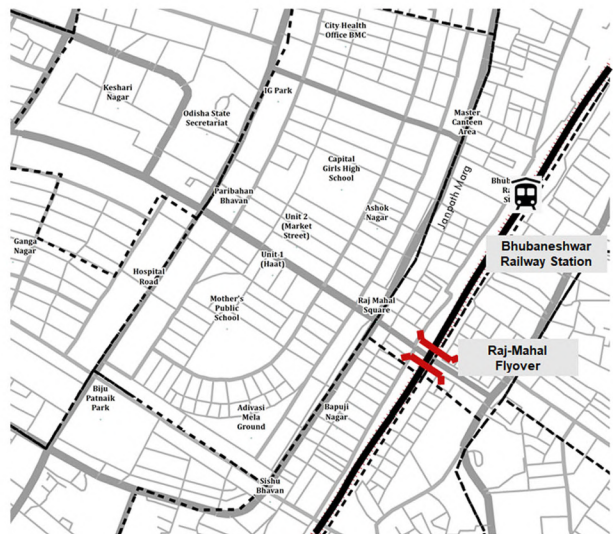 City Health
Office BMC
Keshari
Nagar
IG Park
Odisha State
Secretariat
Master
Canteen
Area
Capital
Girls High
School
Janpath Marg
Paribahan
Bhavan
Ashok
Nagar
Unit 2
(Market
Street)
Bhubaneshwar
Railway Station
Ganga
Nagar
Unit-1
(Haat)
Hospital
Road
Mother's
Public
School
Raj Mahal
Square
Raj-Mahal
Flyover
Biju
Patnaik
Park
Adivasi
Mela
Ground
Bapuji
Nagar
Sishu
Bhavan